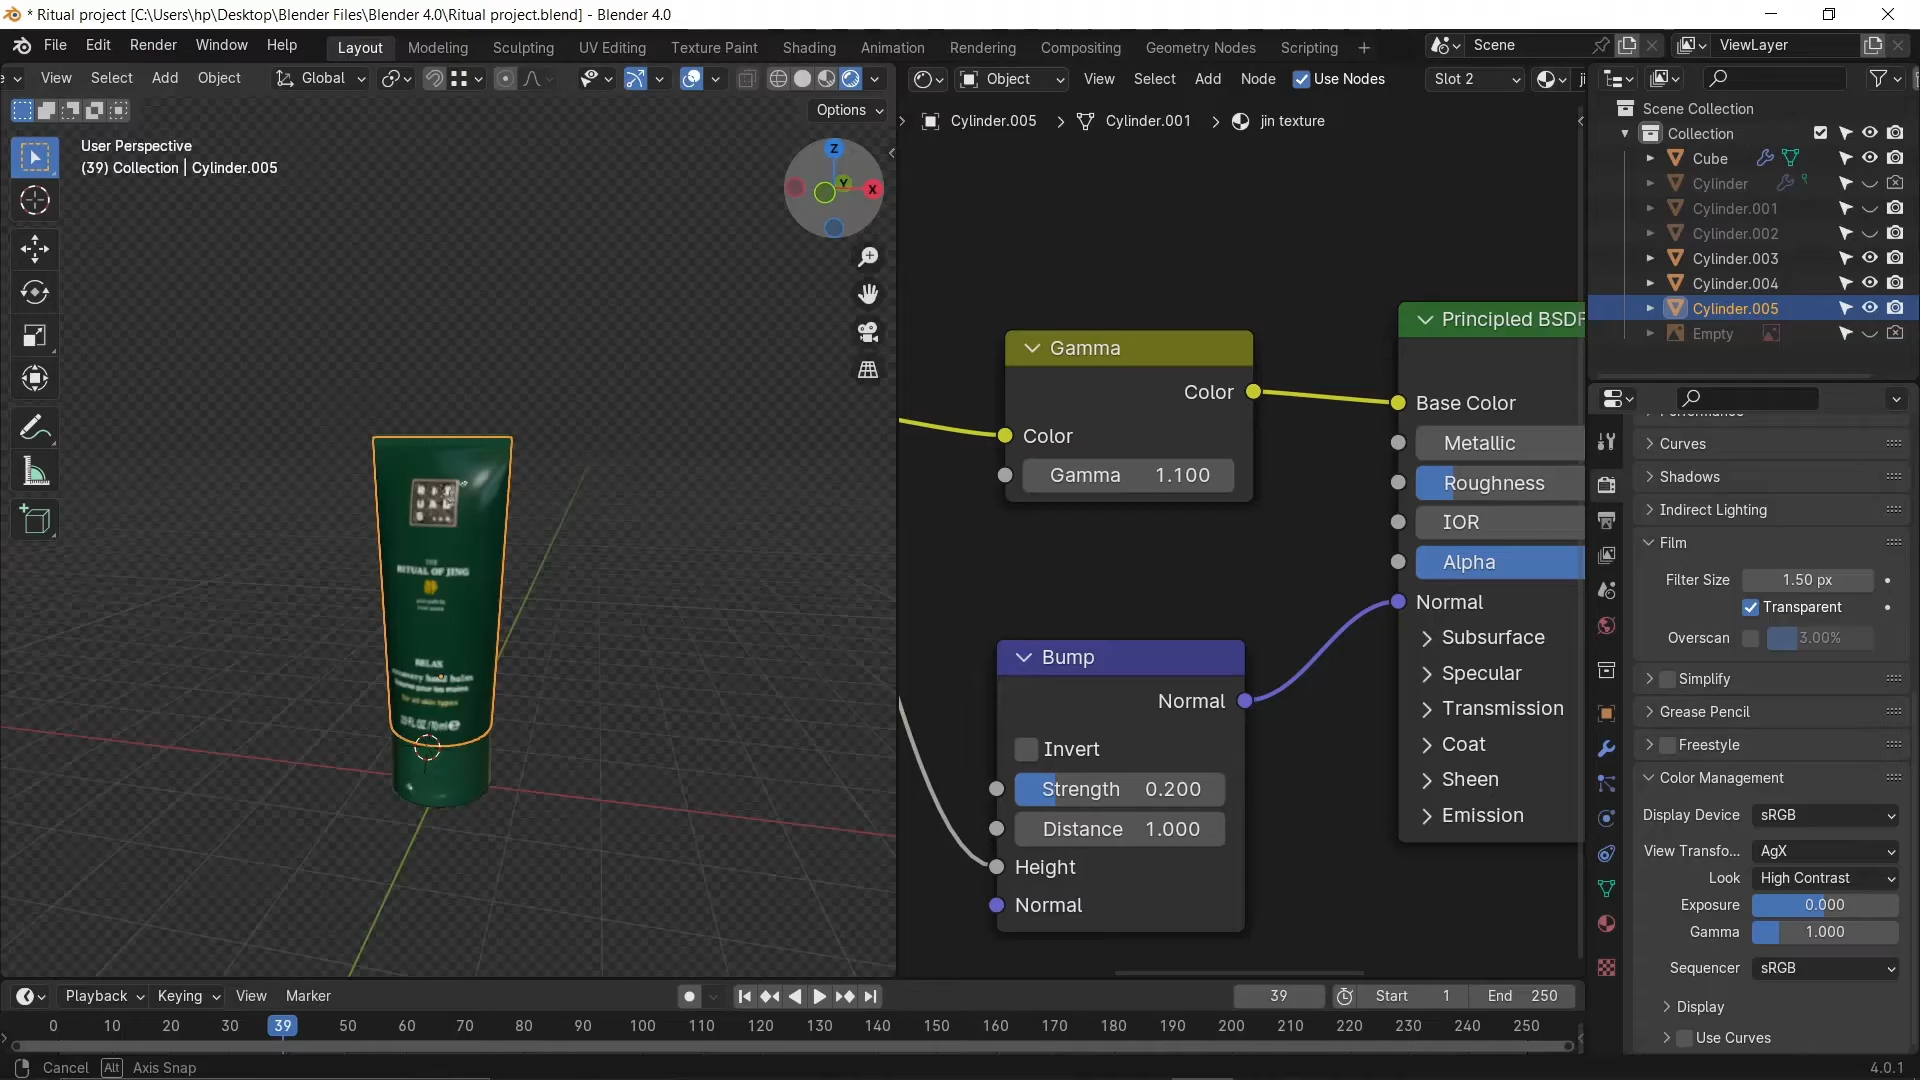 * Ritual project [C:\Users\hp\Desktop\Blender Files\Blender 4.0\Ritual project.blend] - Blender 4.0
File Edit Render Window Help Layout Modeling Sculpting UV Editing Texture Paint Shading Animation Rendering Compositing Geometry Nodes Scripting + Scene ViewLayer
View Select Add Object Global Object View Select Add Node Use Nodes Slot 2
Options
User Perspective
(39) Collection | Cylinder.005
Z
Y
X
RITUAL OF JING
RELAX
Cylinder.005 > Cylinder.001 > jin texture
Gamma
Color
Color
Gamma 1.100
Bump
Normal
Invert
Strength 0.200
Distance 1.000
Height
Normal
Principled BSDF
Base Color
Metallic
Roughness
IOR
Alpha
Normal
Subsurface
Specular
Transmission
Coat
Sheen
Emission
Scene Collection
Collection
Cube
Cylinder
Cylinder.001
Cylinder.002
Cylinder.003
Cylinder.004
Cylinder.005
Empty
Curves
Shadows
Indirect Lighting
Film
Filter Size 1.50 px
Transparent
Overscan 3.00%
Simplify
Grease Pencil
Freestyle
Color Management
Display Device sRGB
View Transfo... AgX
Look High Contrast
Exposure 0.000
Gamma 1.000
Sequencer sRGB
Display
Use Curves
Playback Keying View Marker 39 Start 1 End 250
0 10 20 30 39 50 60 70 80 90 100 110 120 130 140 150 160 170 180 190 200 210 220 230 240 250
Cancel Alt Axis Snap 4.0.1